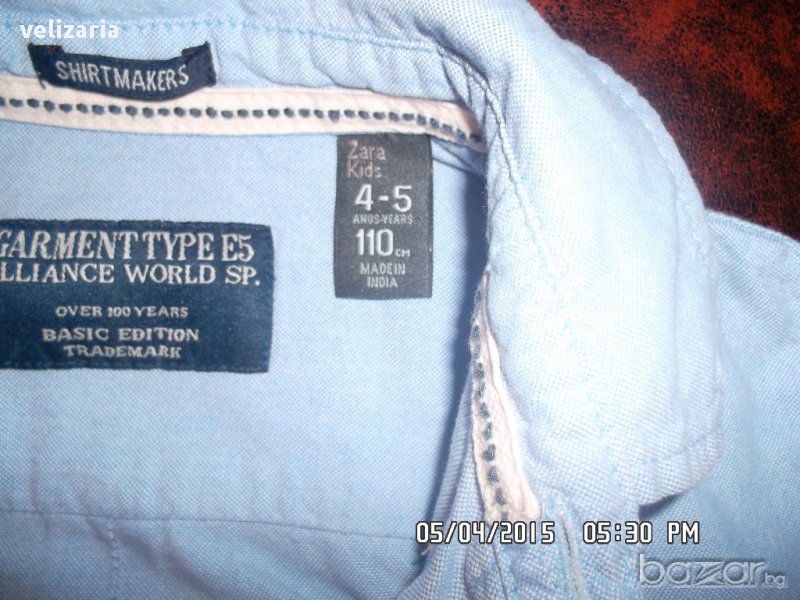 velizaria
SHIRTMAKERS
Zara
Kids
4-5
ANOS-YEARS
110 CM
MADE IN
INDIA
GARMENT TYPE E5
LLIANCE WORLD SP.
OVER 100 YEARS
BASIC EDITION
TRADEMARK
05/04/2015 05:30 PM
bazar.bg